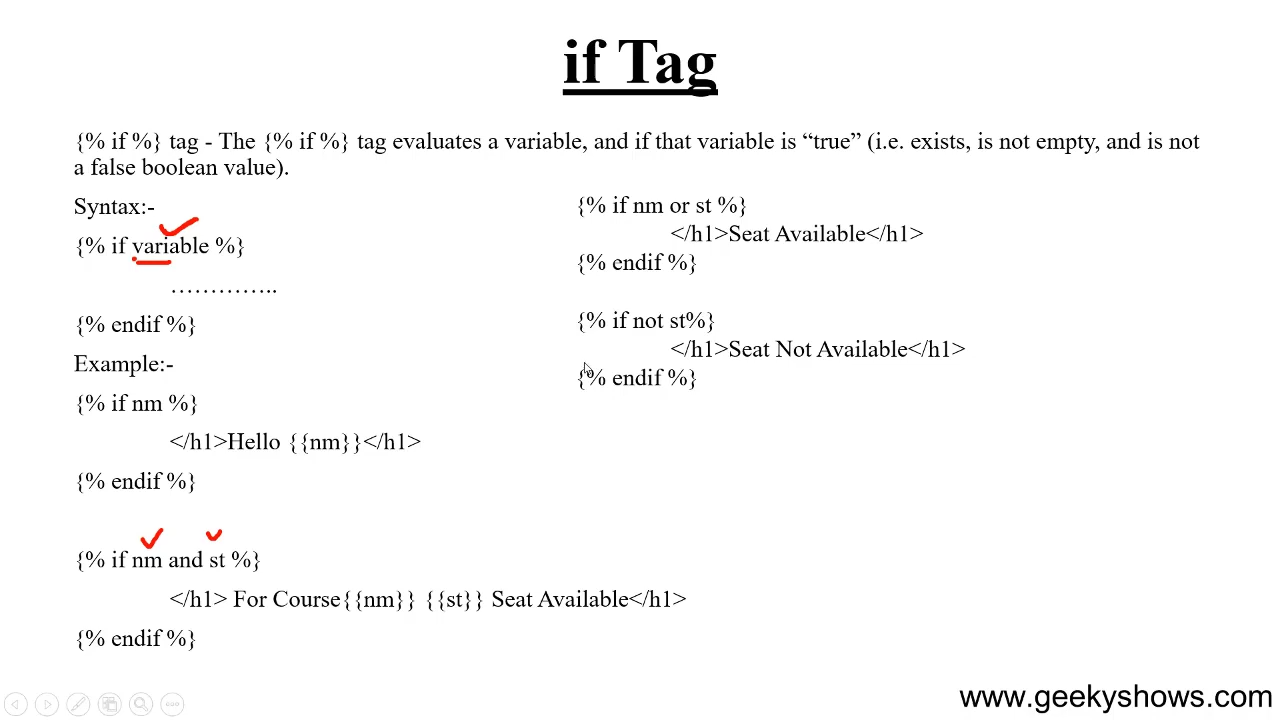 if Tag
{% if %} tag - The {% if %} tag evaluates a variable, and if that variable is “true” (i.e. exists, is not empty, and is not
a false boolean value).
Syntax:-
{% if variable %}
…………..
{% endif %}
Example:-
{% if nm %}
</h1>Hello {{nm}}</h1>
{% endif %}
{% if nm and st %}
</h1> For Course{{nm}} {{st}} Seat Available</h1>
{% endif %}
{% if nm or st %}
</h1>Seat Available</h1>
{% endif %}
{% if not st%}
</h1>Seat Not Available</h1>
{% endif %}
www.geekyshows.com